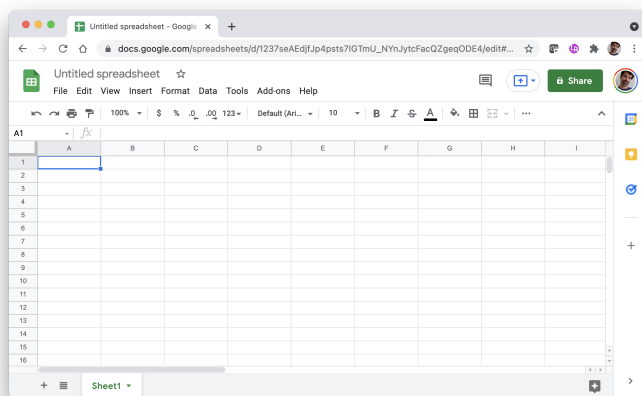 Untitled spreadsheet - Google
docs.google.com/spreadsheets/d/1237seAEdjfJp4psts7IGTmU_NYnJytcFacQZgeqODE4/edit#...
Untitled spreadsheet
File Edit View Insert Format Data Tools Add-ons Help
Share
100% $ % .0 .00 123 Default (Ari... 10 B I S A ...
A1 fx
A B C D E F G H I
1
2
3
4
5
6
7
8
9
10
11
12
13
14
15
16
Sheet1